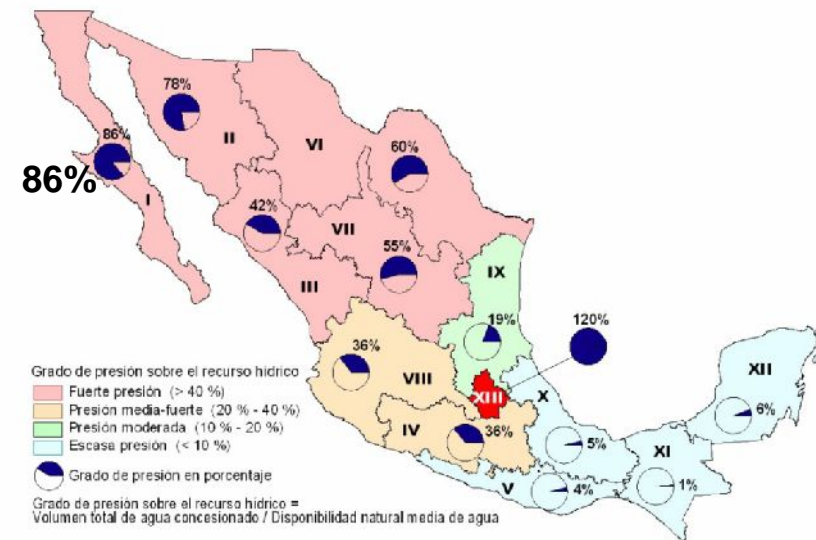 78%
86%
60%
II
VI
86%
I
42%
VII
55%
IX
III
120%
19%
36%
XII
Grado de presión sobre el recurso hídrico
VIII
XIII
Fuerte presión (> 40 %)
X
6%
Presión media-fuerte (20 % - 40 %)
IV
Presión moderada (10 % - 20 %)
36%
5%
XI
Escasa presión (< 10 %)
Grado de presión en porcentaje
V
4%
1%
Grado de presión sobre el recurso hídrico =
Volumen total de agua concesionado / Disponibilidad natural media de agua